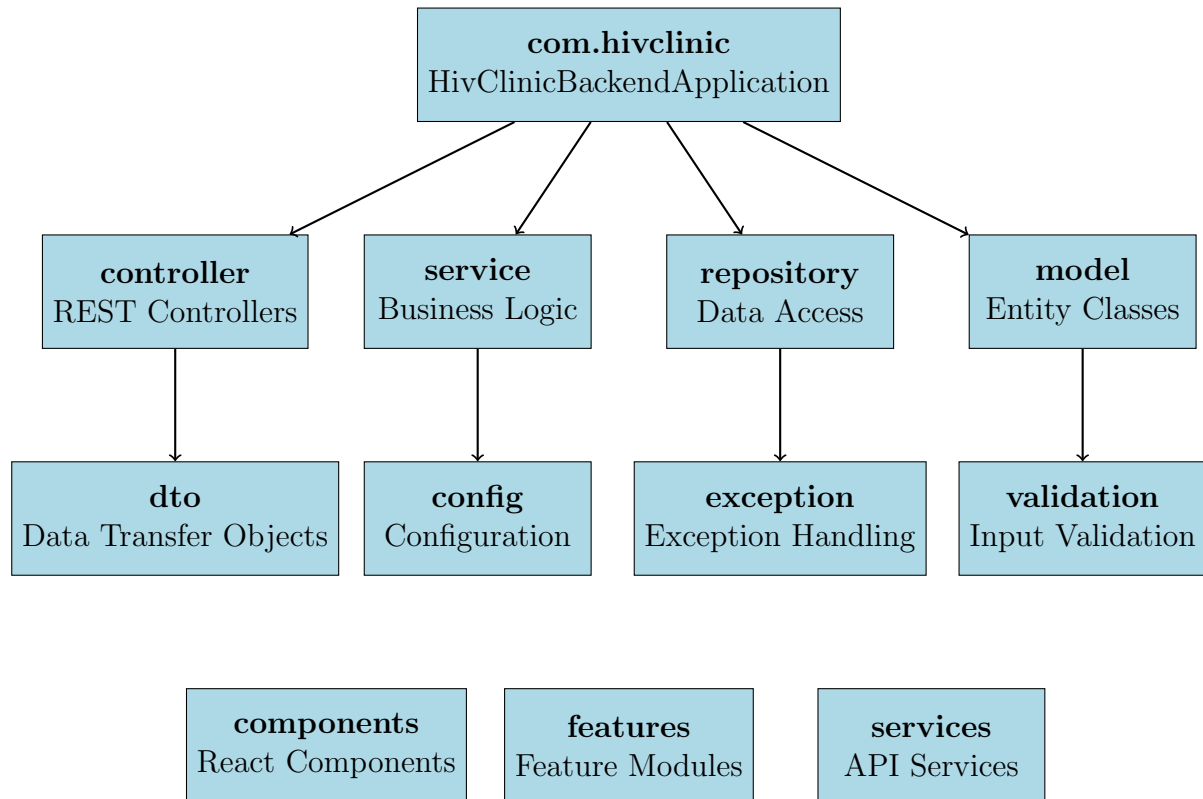 com.hivclinic
HivClinicBackendApplication
controller
REST Controllers
service
Business Logic
repository
Data Access
model
Entity Classes
dto
Data Transfer Objects
config
Configuration
exception
Exception Handling
validation
Input Validation
components
React Components
features
Feature Modules
services
API Services